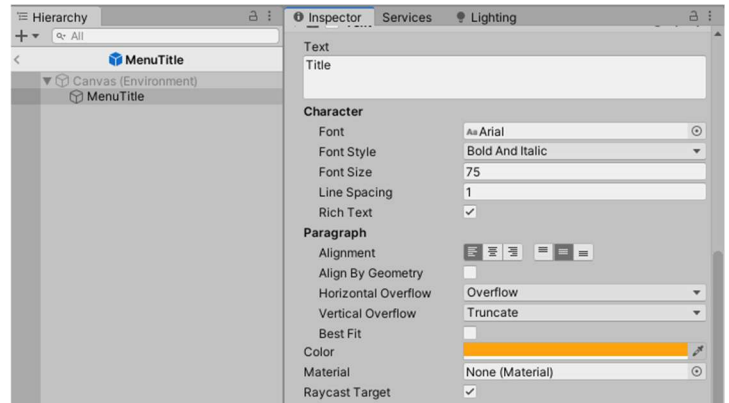 Hierarchy
Inspector Services Lighting
All
MenuTitle
Canvas (Environment)
MenuTitle
Text
Title
Character
Font Aa Arial
Font Style Bold And Italic
Font Size 75
Line Spacing 1
Rich Text
Paragraph
Alignment
Align By Geometry
Horizontal Overflow Overflow
Vertical Overflow Truncate
Best Fit
Color
Material None (Material)
Raycast Target